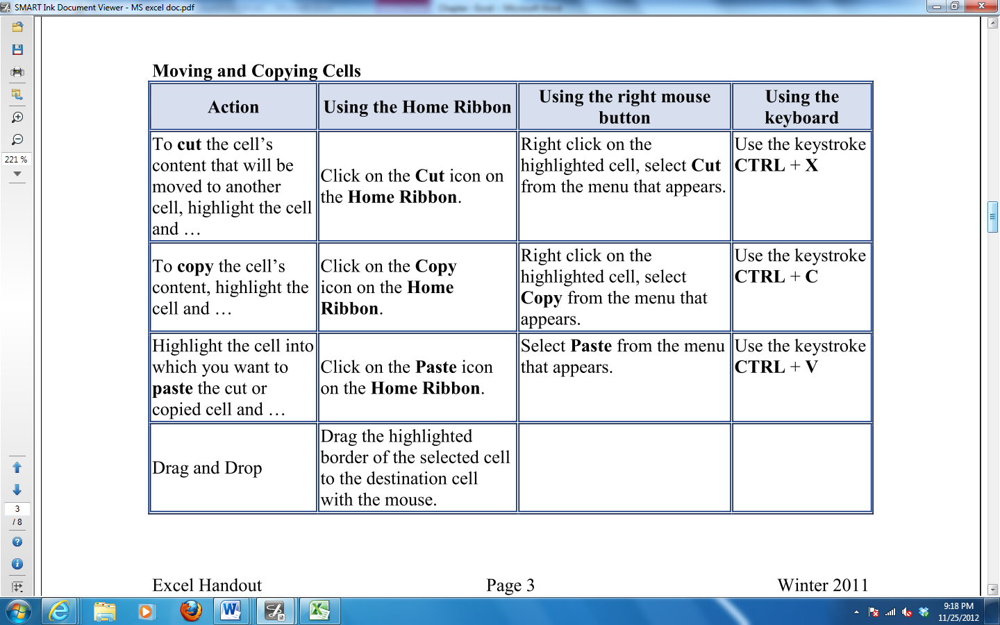 SMART Ink Document Viewer - MS excel doc.pdf
Moving and Copying Cells
Action
Using the Home Ribbon
Using the right mouse
button
Using the
keyboard
To cut the cell’s
content that will be
moved to another
cell, highlight the cell
and …
Click on the Cut icon on
the Home Ribbon.
Right click on the
highlighted cell, select Cut
from the menu that appears.
Use the keystroke
CTRL + X
To copy the cell’s
content, highlight the
cell and …
Click on the Copy
icon on the Home
Ribbon.
Right click on the
highlighted cell, select
Copy from the menu that
appears.
Use the keystroke
CTRL + C
Highlight the cell into
which you want to
paste the cut or
copied cell and …
Click on the Paste icon
on the Home Ribbon.
Select Paste from the menu
that appears.
Use the keystroke
CTRL + V
Drag and Drop
Drag the highlighted
border of the selected cell
to the destination cell
with the mouse.
221 %
3
/ 8
Excel Handout
Page 3
Winter 2011
9:18 PM
11/25/2012